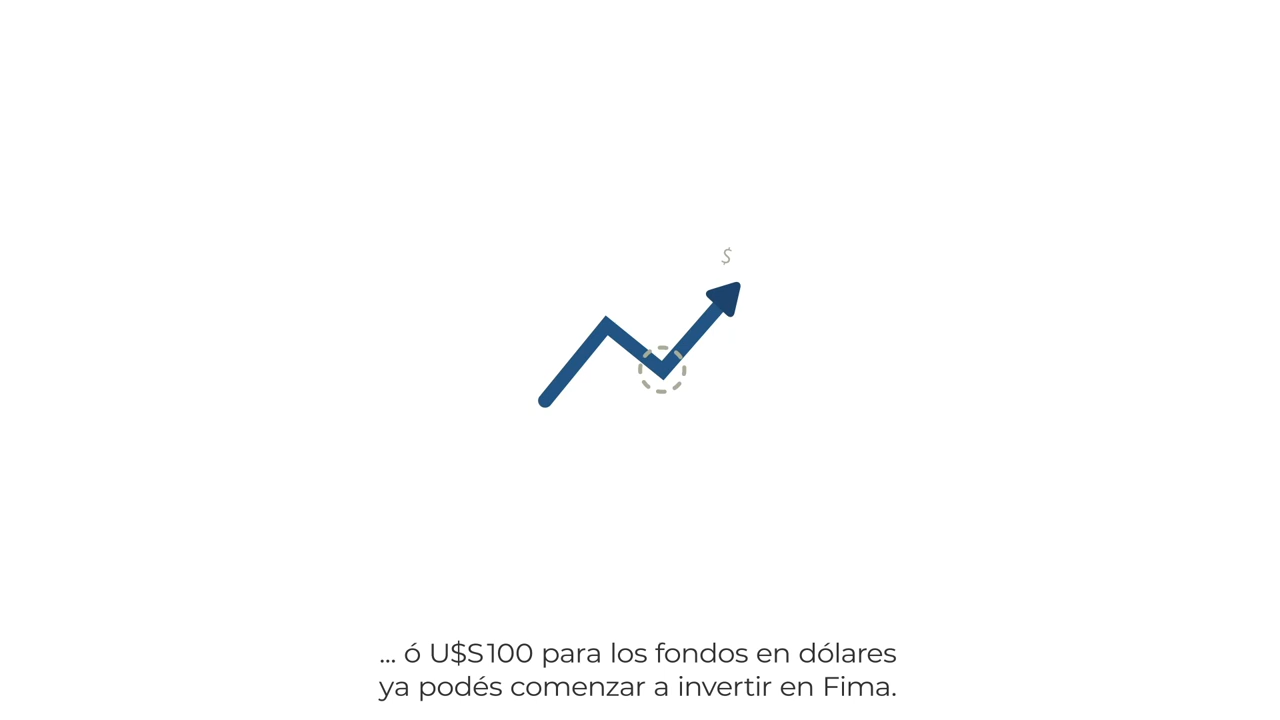 $
... ó U$S100 para los fondos en dólares
ya podés comenzar a invertir en Fima.